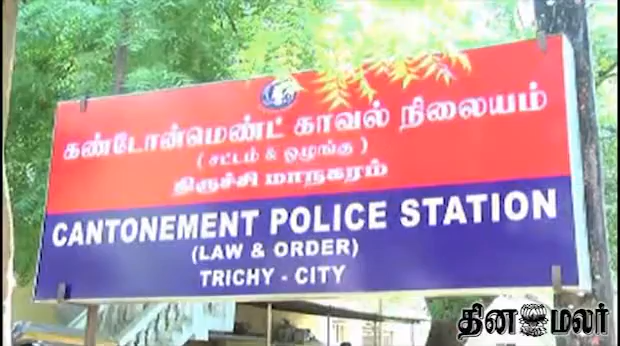 கண்டோன்மெண்ட் காவல் நிலையம்
( சட்டம் & ஒழுங்கு )
திருச்சி மாநகரம்
CANTONEMENT POLICE STATION
(LAW & ORDER)
TRICHY - CITY
தினமலர்